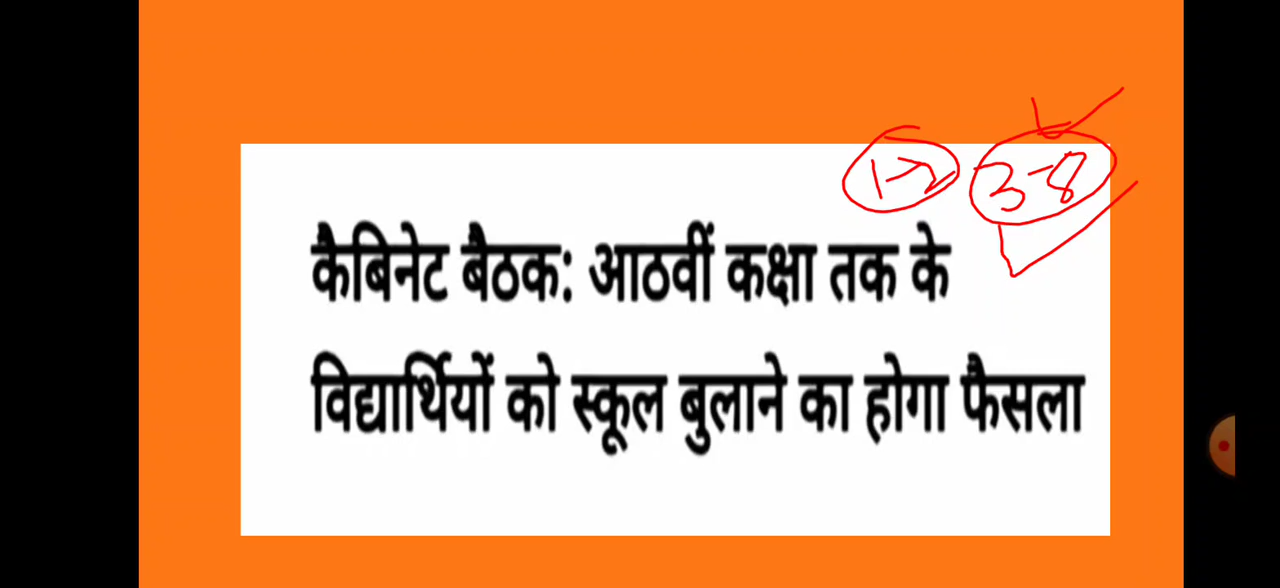 1-2 3-8
कैबिनेट बैठक: आठवीं कक्षा तक के
विद्यार्थियों को स्कूल बुलाने का होगा फैसला